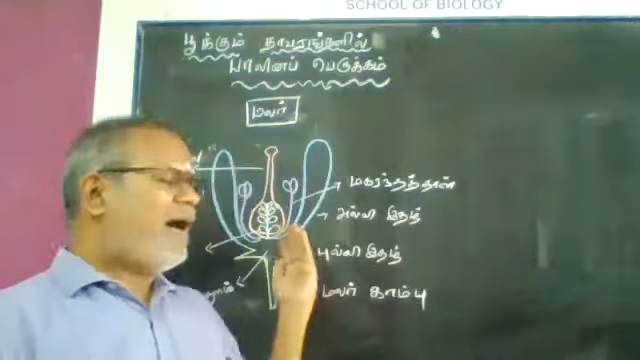 SCHOOL OF BIOLOGY
பூக்கும் தாவரங்களில்
பாலினப் பெருக்கம்
மலர்
மகரந்தத்தாள்
அல்லி இதழ்
புல்லி இதழ்
மலர் காம்பு